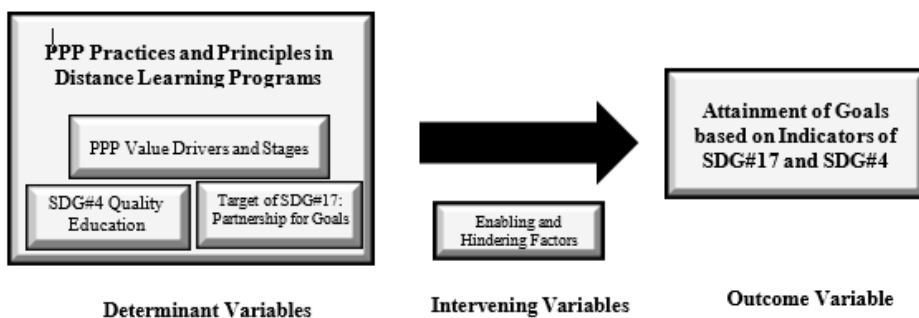 PPP Practices and Principles in
Distance Learning Programs
PPP Value Drivers and Stages
SDG#4 Quality
Education
Target of SDG#17:
Partnership for Goals
Enabling and
Hindering Factors
Attainment of Goals
based on Indicators of
SDG#17 and SDG#4
Determinant Variables
Intervening Variables
Outcome Variable